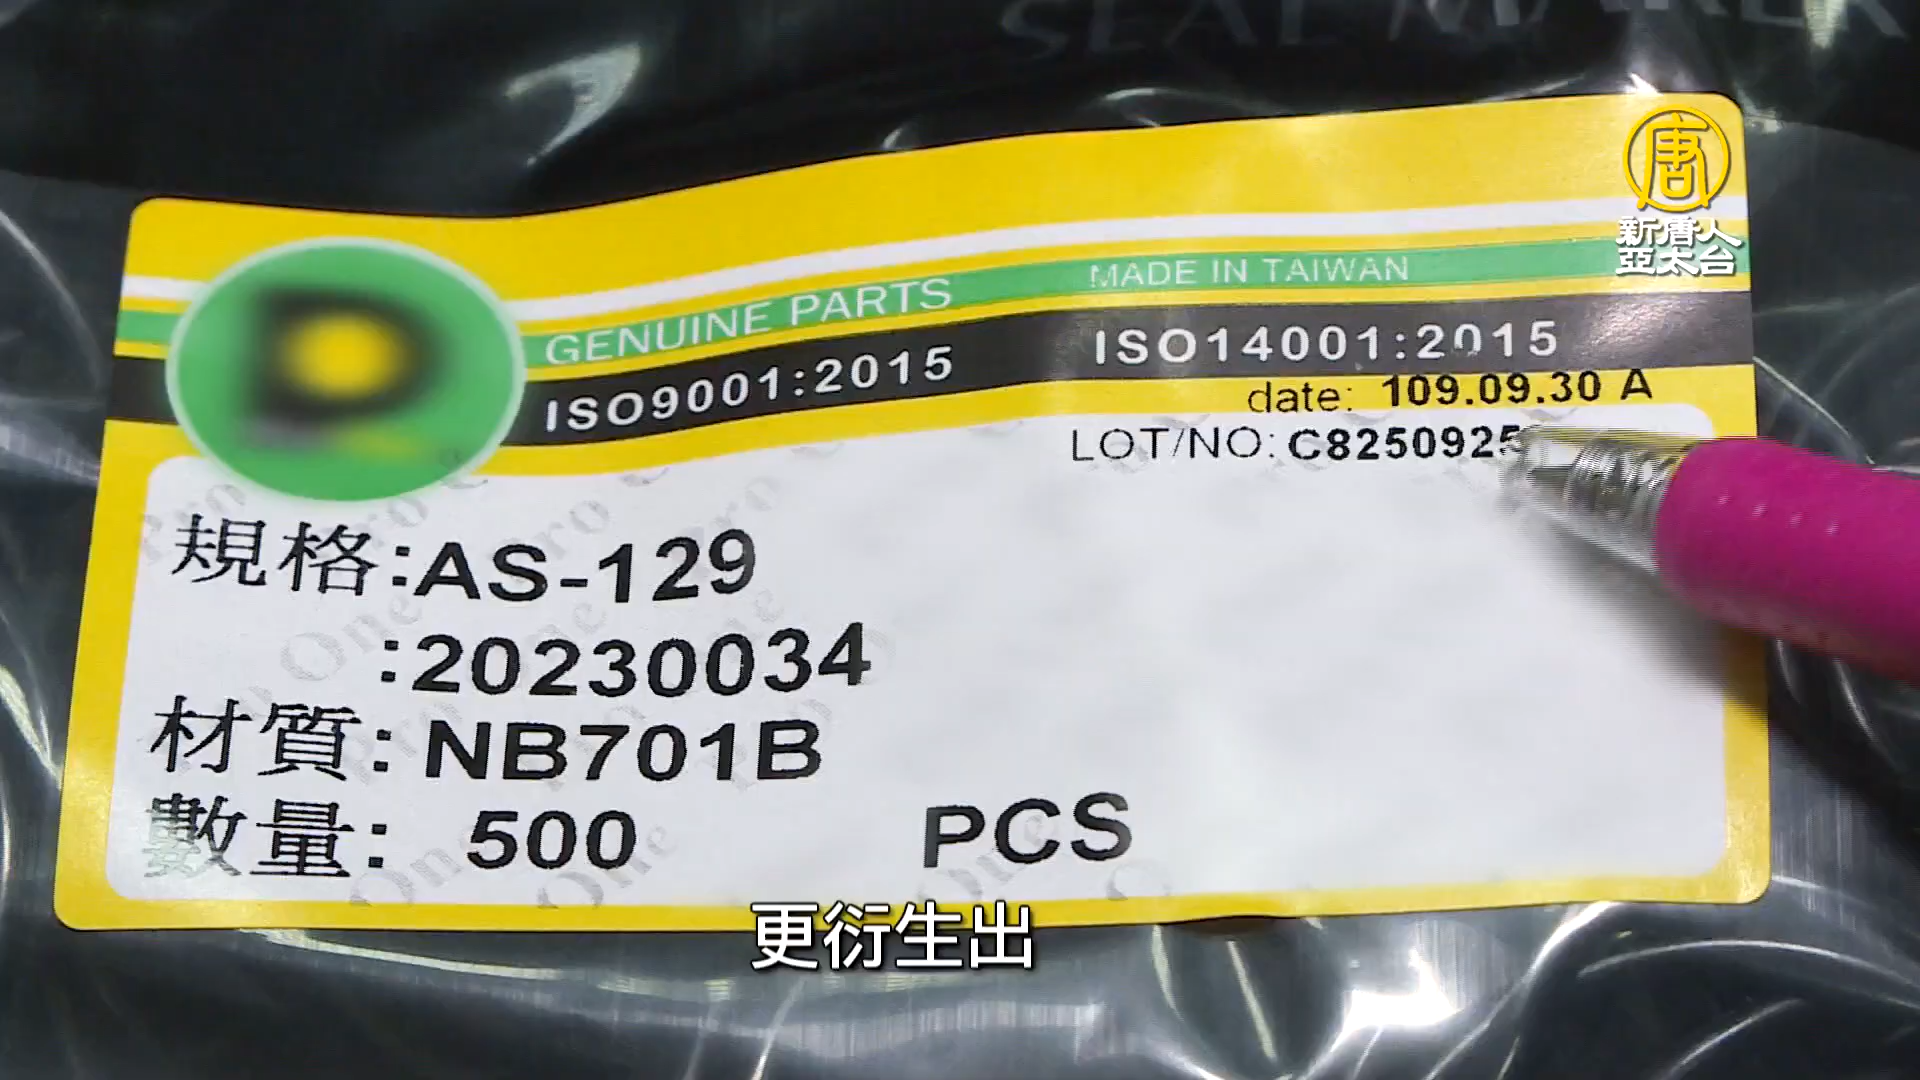 SEAL MAKER
唐
新唐人
亞太台
MADE IN TAIWAN
GENUINE PARTS
ISO14001:2015
ISO9001:2015
date: 109.09.30 A
LOT/NO: C825092
規格:AS-129
:20230034
材質: NB701B
數量: 500 PCS
更衍生出